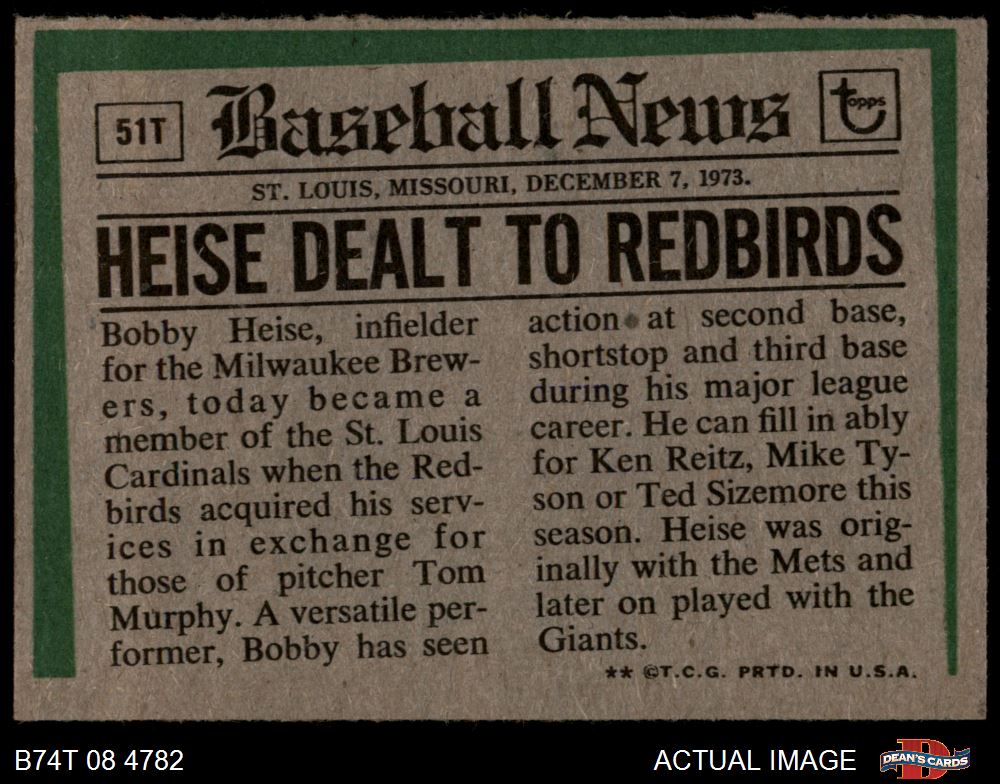 51T
Baseball News
topps
ST. LOUIS, MISSOURI, DECEMBER 7, 1973.
HEISE DEALT TO REDBIRDS
Bobby Heise, infielder
for the Milwaukee Brew-
ers, today became a
member of the St. Louis
Cardinals when the Red-
birds acquired his serv-
ices in exchange for
those of pitcher Tom
Murphy. A versatile per-
former, Bobby has seen
action at second base,
shortstop and third base
during his major league
career. He can fill in ably
for Ken Reitz, Mike Ty-
son or Ted Sizemore this
season. Heise was orig-
inally with the Mets and
later on played with the
Giants.
** ©T.C.G. PRTD. IN U.S.A.
B74T 08 4782
ACTUAL IMAGE
D
DEAN'S CARDS